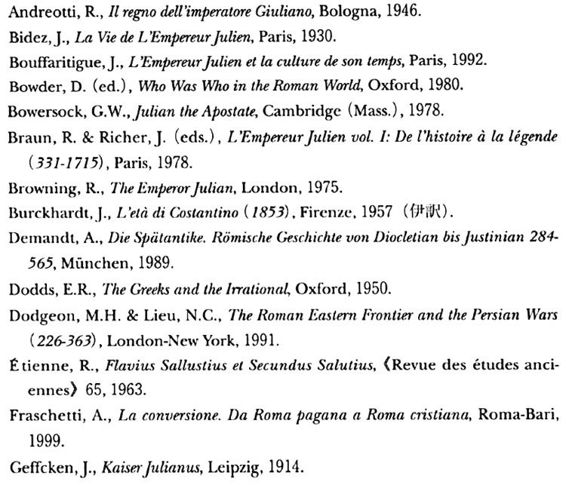 Andreotti, R., Il regno dell'imperatore Giuliano, Bologna, 1946.
Bidez, J., La Vie de L'Empereur Julien, Paris, 1930.
Bouffaritigue, J., L'Empereur Julien et la culture de son temps, Paris, 1992.
Bowder, D. (ed.), Who Was Who in the Roman World, Oxford, 1980.
Bowersock, G.W., Julian the Apostate, Cambridge (Mass.), 1978.
Braun, R. & Richer, J. (eds.), L'Empereur Julien vol. I: De l'histoire à la légende
(331-1715), Paris, 1978.
Browning, R., The Emperor Julian, London, 1975.
Burckhardt, J., L'età di Costantino (1853), Firenze, 1957 (伊訳).
Demandt, A., Die Spätantike. Römische Geschichte von Diocletian bis Justinian 284-
565, München, 1989.
Dodds, E.R., The Greeks and the Irrational, Oxford, 1950.
Dodgeon, M.H. & Lieu, N.C., The Roman Eastern Frontier and the Persian Wars
(226-363), London-New York, 1991.
Étienne, R., Flavius Sallustius et Secundus Salutius, 《Revue des études anci-
ennes》 65, 1963.
Fraschetti, A., La conversione. Da Roma pagana a Roma cristiana, Roma-Bari,
1999.
Geffcken, J., Kaiser Julianus, Leipzig, 1914.